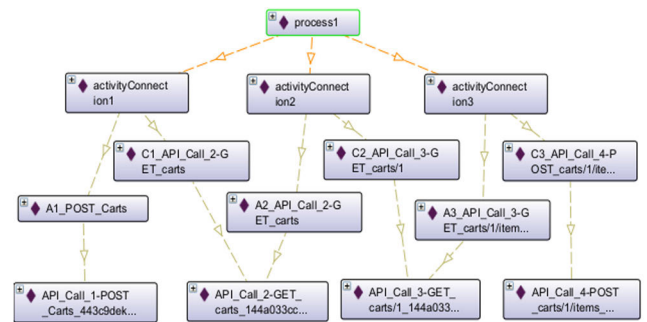 process1
activityConnect
ion1
activityConnect
ion2
activityConnect
ion3
C1_API_Call_2-G
ET_carts
C2_API_Call_3-G
ET_carts/1
C3_API_Call_4-P
OST_carts/1/ite...
A1_POST_Carts
A2_API_Call_2-G
ET_carts
A3_API_Call_3-G
ET_carts/1/item...
API_Call_1-POST
_Carts_443c9dek...
API_Call_2-GET_
carts_144a033cc...
API_Call_3-GET_
carts/1_144a033...
API_Call_4-POST
_carts/1/items_...